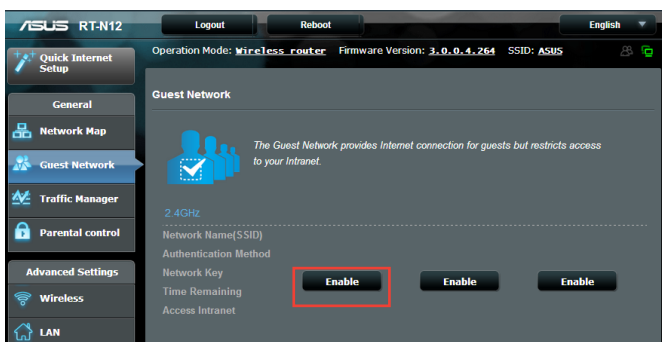 ASUS RT-N12
Logout
Reboot
English
Quick Internet
Setup
Operation Mode: Wireless router Firmware Version: 3.0.0.4.264 SSID: ASUS
General
Network Map
Guest Network
Traffic Manager
Parental control
Advanced Settings
Wireless
LAN
Guest Network
The Guest Network provides Internet connection for guests but restricts access
to your Intranet.
2.4GHz
Network Name(SSID)
Authentication Method
Network Key
Time Remaining
Access Intranet
Enable
Enable
Enable